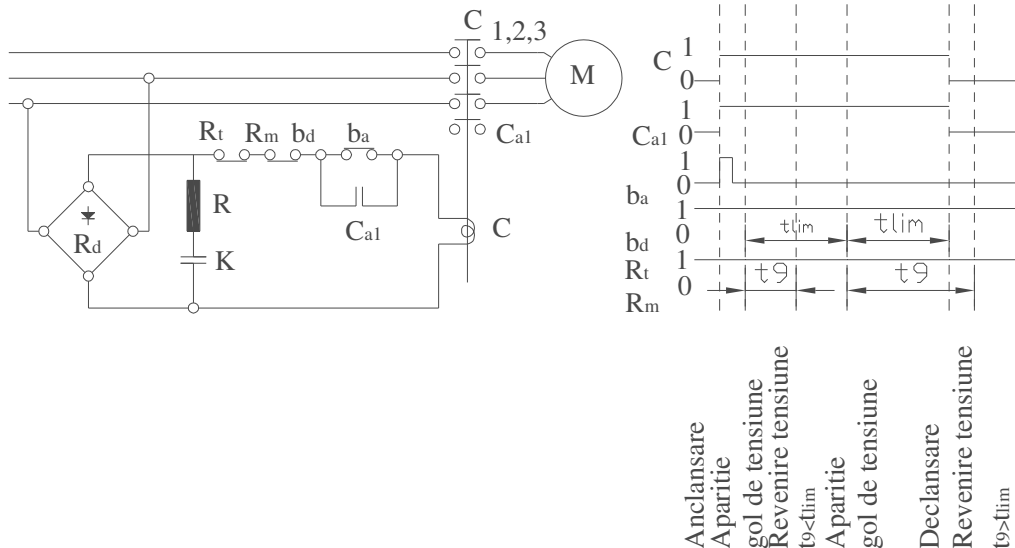 C
1,2,3
M
Ca1
Rt
Rm
bd
ba
R
Rd
K
Ca1
C
C
1
0
Ca1
1
0
ba
1
0
bd
1
0
tlim
tlim
Rt
1
Rm
0
t9
t9
Anclansare
Aparitie
gol de tensiune
Revenire tensiune
t9<tlim
Aparitie
gol de tensiune
Declansare
Revenire tensiune
t9>tlim